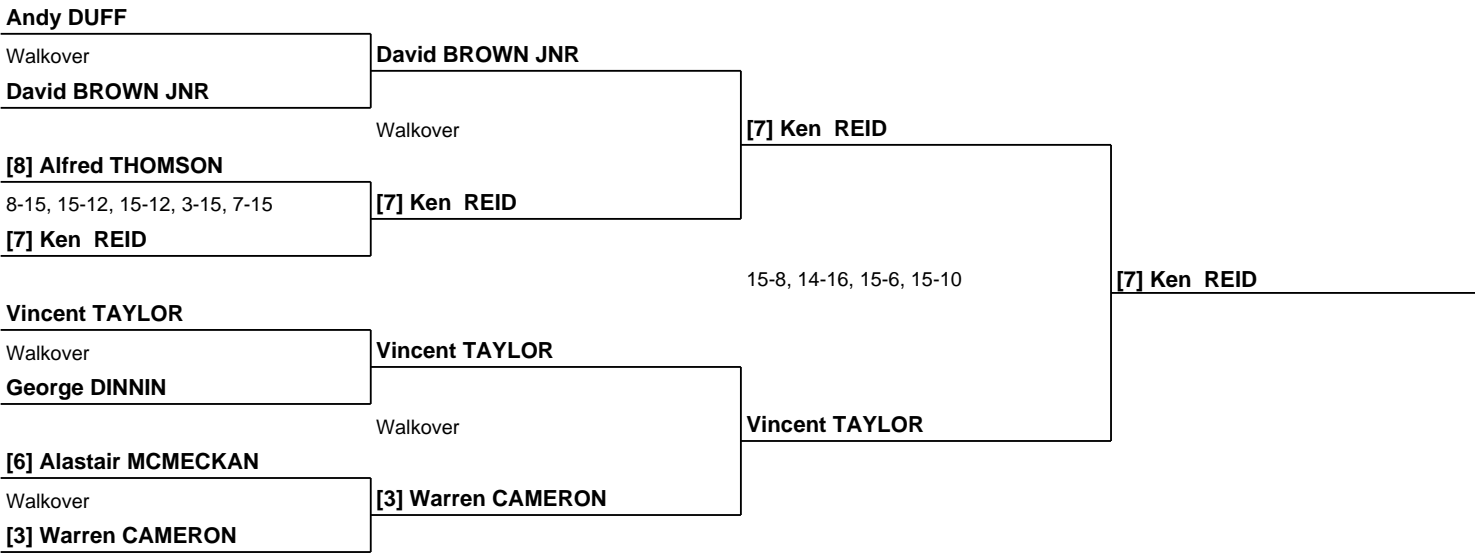 Andy DUFF
Walkover
David BROWN JNR
David BROWN JNR
Walkover
[7] Ken REID
[8] Alfred THOMSON
8-15, 15-12, 15-12, 3-15, 7-15
[7] Ken REID
[7] Ken REID
15-8, 14-16, 15-6, 15-10
[7] Ken REID
Vincent TAYLOR
Walkover
Vincent TAYLOR
George DINNIN
Walkover
Vincent TAYLOR
[6] Alastair MCMECKAN
Walkover
[3] Warren CAMERON
[3] Warren CAMERON